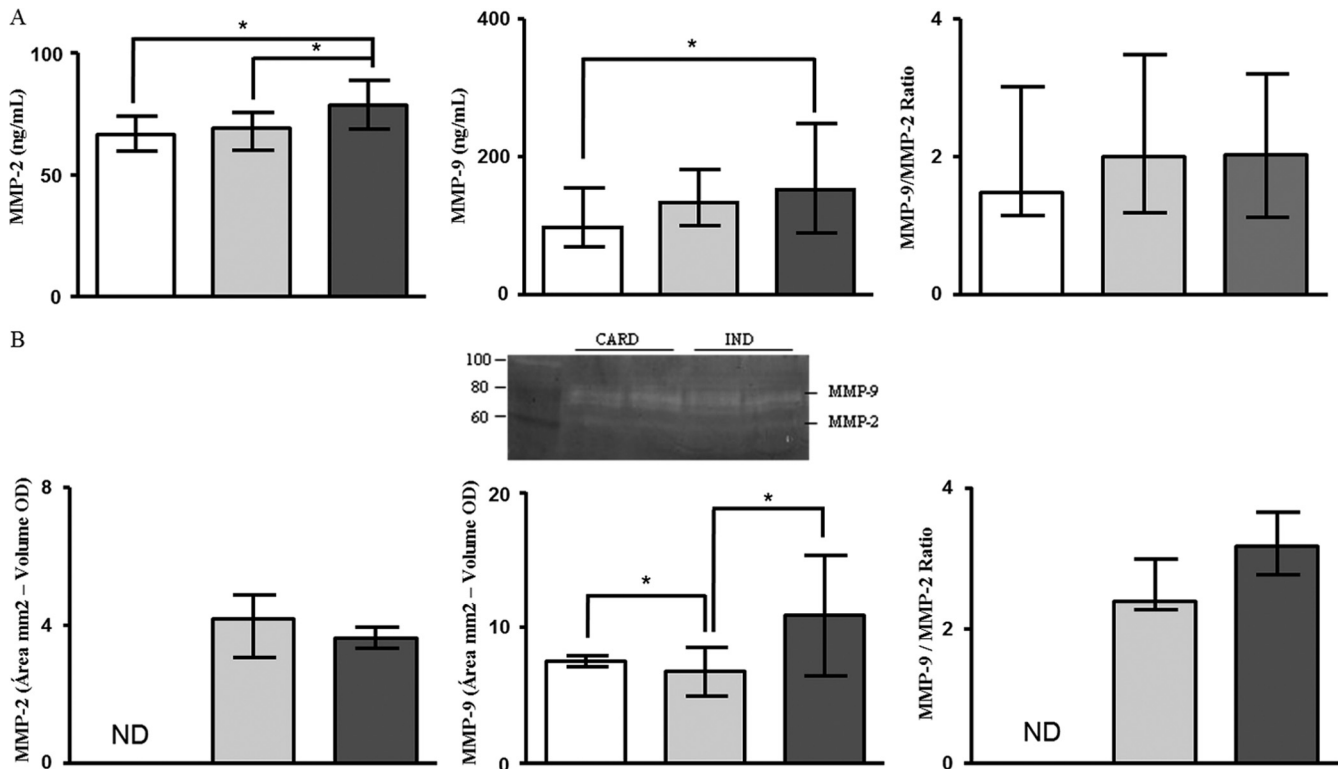 A
MMP-2 (ng/mL)
100
50
0
*
*
MMP-9 (ng/mL)
400
200
0
*
MMP-9/MMP-2 Ratio
4
2
0
B
CARD IND
100
80
60
MMP-9
MMP-2
MMP-2 (Área mm2 – Volume OD)
8
4
0
ND
MMP-9 (Área mm2 – Volume OD)
20
10
0
*
*
MMP-9 / MMP-2 Ratio
4
2
0
ND